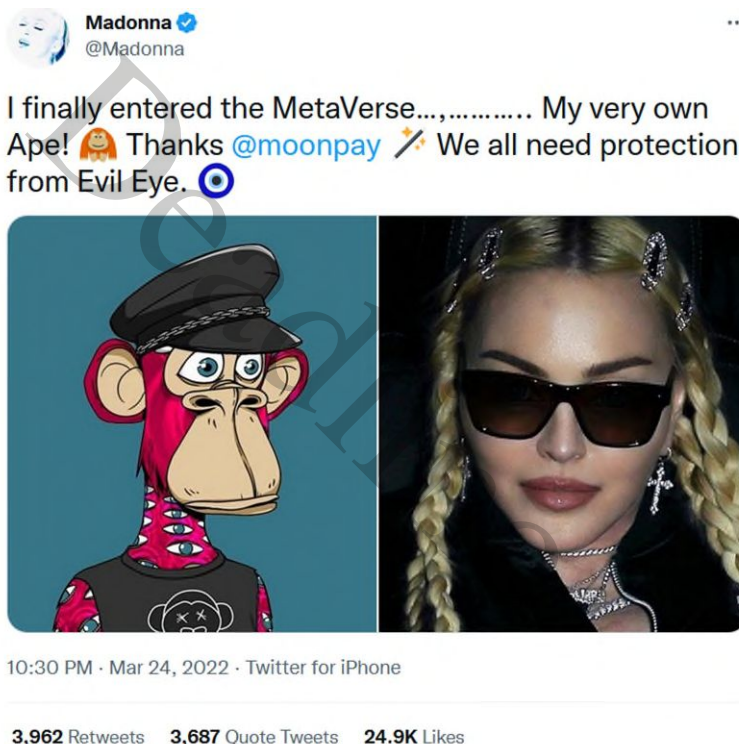 Madonna
@Madonna
I finally entered the MetaVerse...,........... My very own
Ape! 🦧 Thanks @moonpay 🪄 We all need protection
from Evil Eye. 🧿
10:30 PM · Mar 24, 2022 · Twitter for iPhone
3,962 Retweets 3,687 Quote Tweets 24.9K Likes